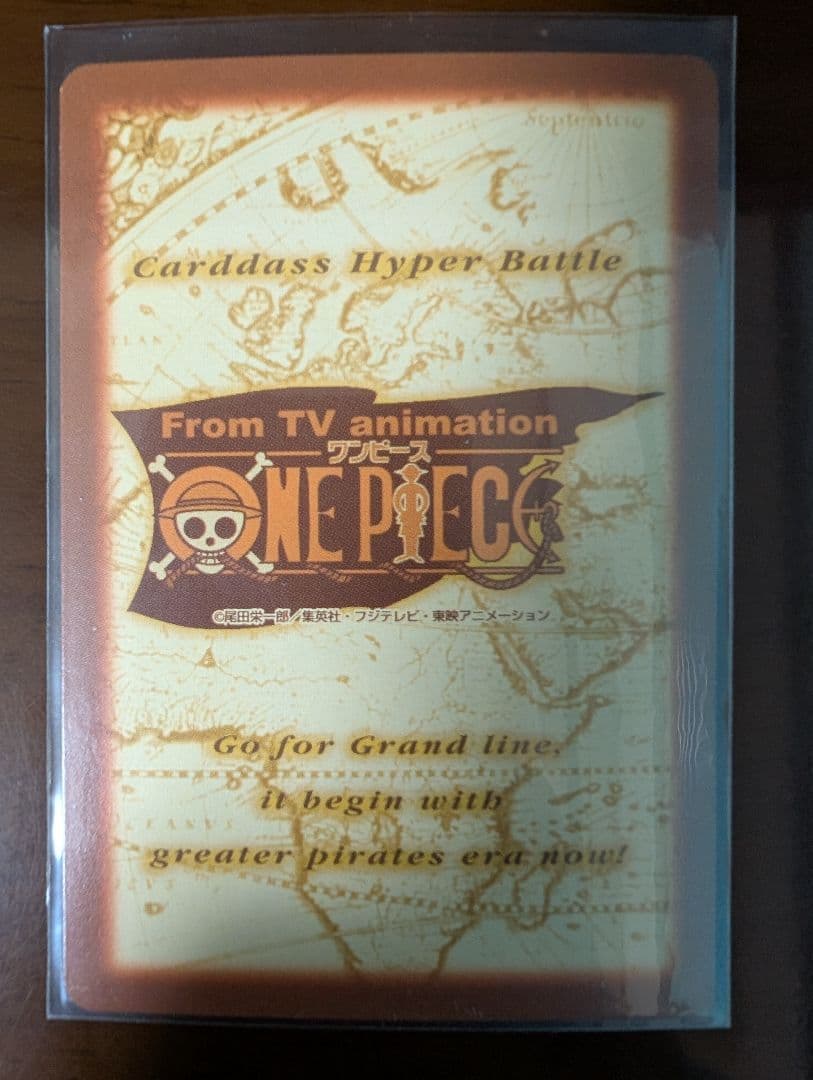 Septentrio
Carddass Hyper Battle
From TV animation
ワンピース
ONE PIECE
©尾田栄一郎／集英社・フジテレビ・東映アニメーション
Go for Grand line,
it begin with
greater pirates era now!